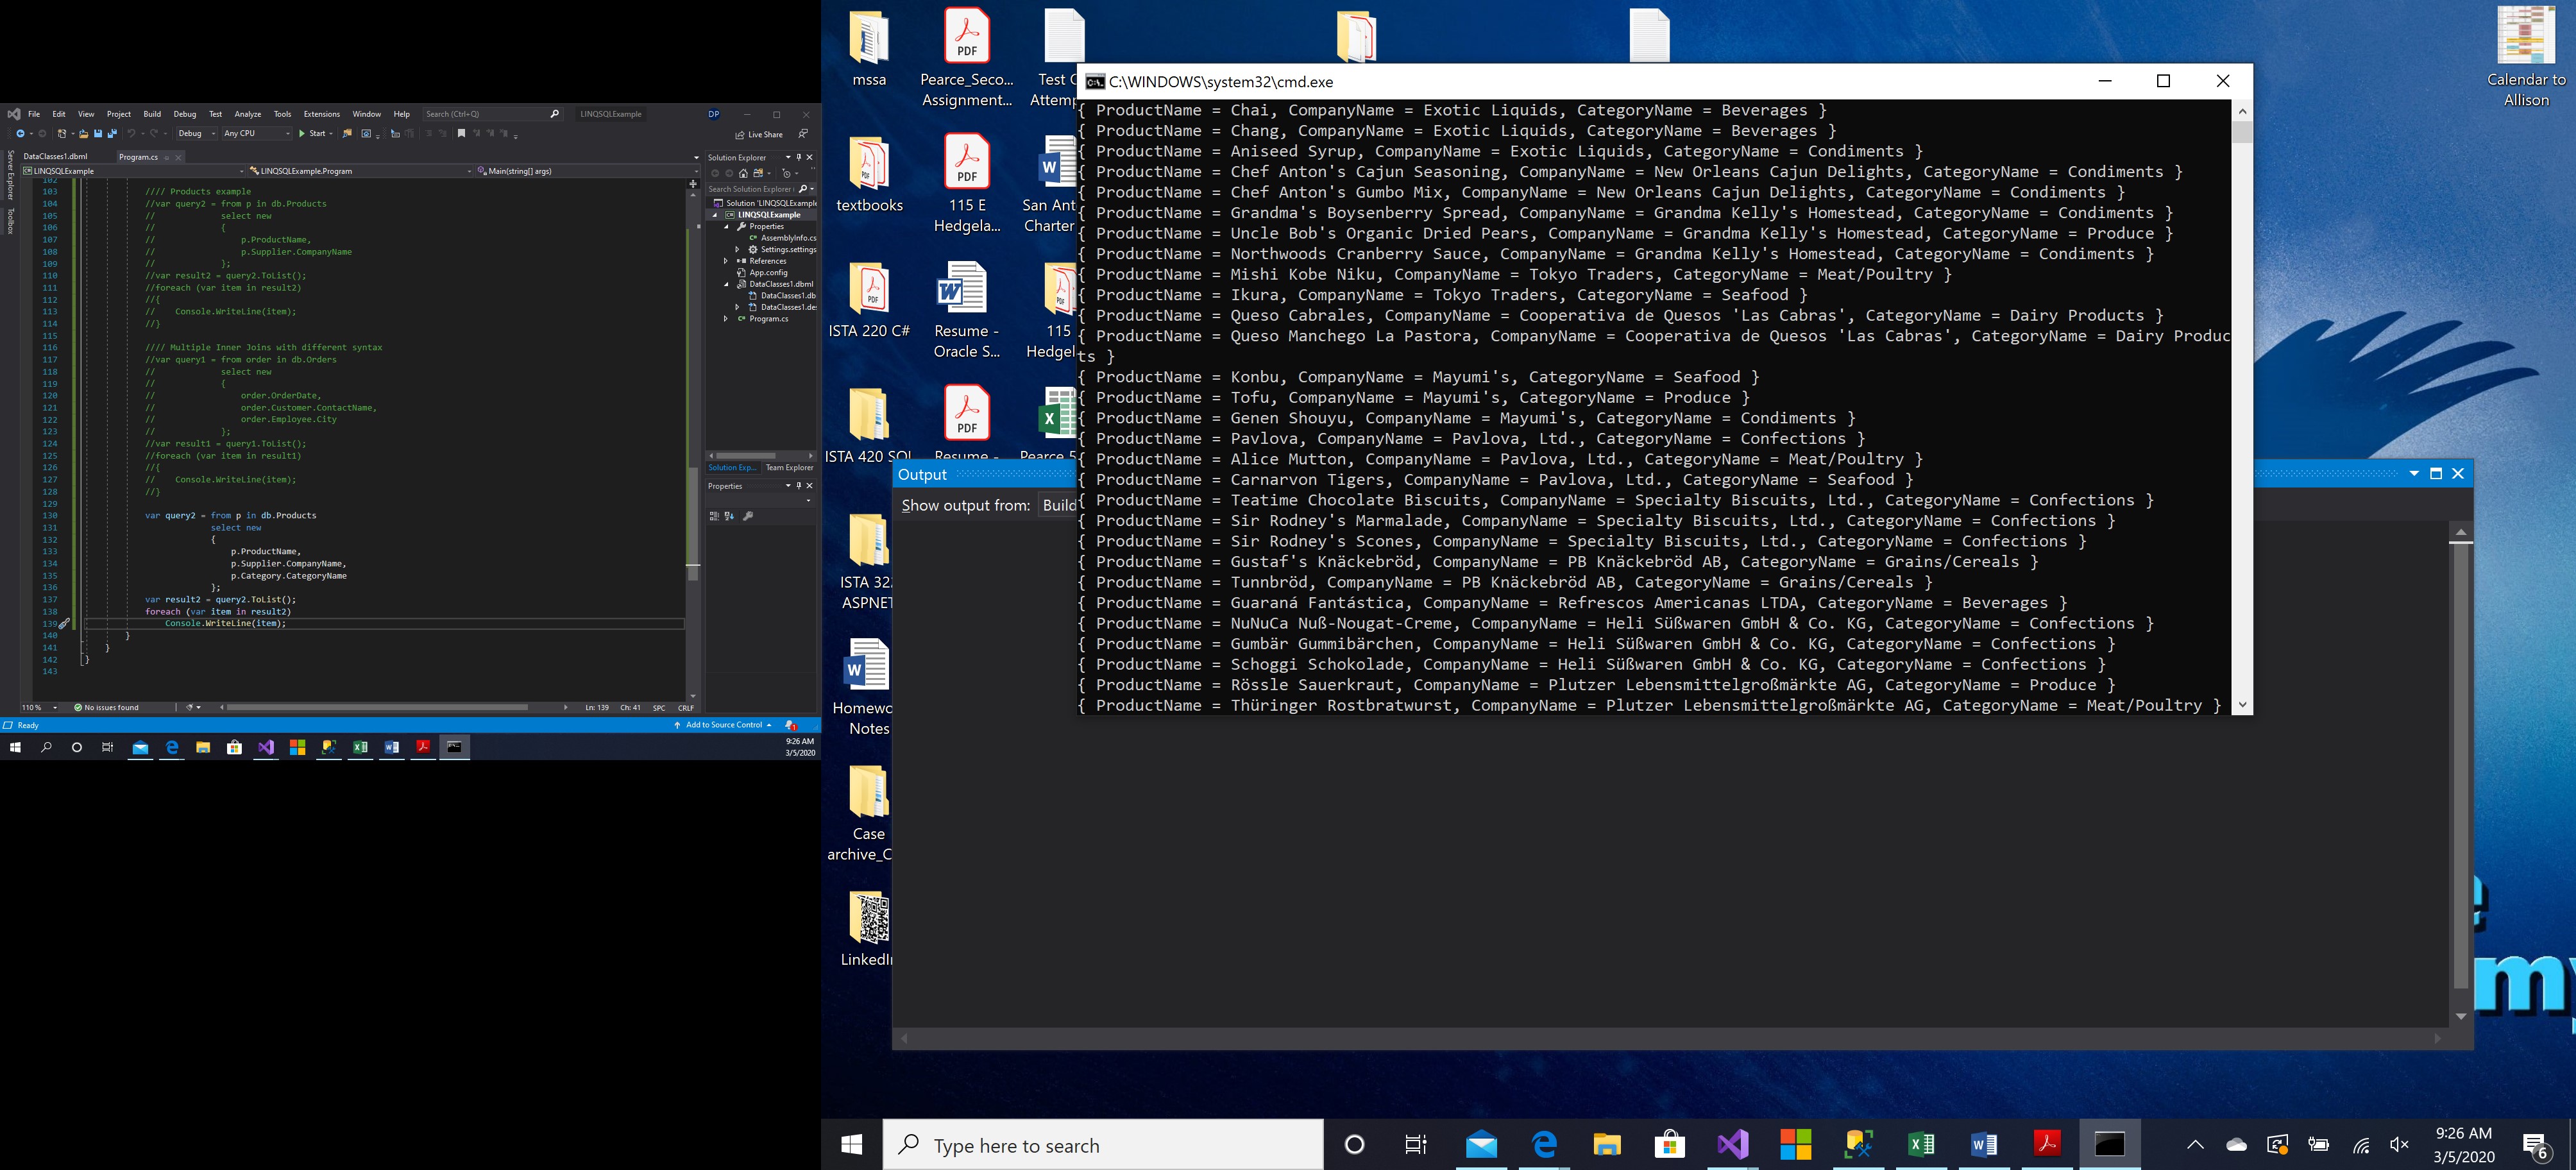 File Edit View Project Build Debug Test Analyze Tools Extensions Window Help Search (Ctrl+Q) LINQSQLExample DP
Debug Any CPU Start Live Share
Server Explorer
Toolbox
DataClasses1.dbml Program.cs
LINQSQLExample LINQSQLExample.Program Main(string[] args)
102
103 //// Products example
104 //var query2 = from p in db.Products
105 // select new
106 // {
107 // p.ProductName,
108 // p.Supplier.CompanyName
109 // };
110 //var result2 = query2.ToList();
111 //foreach (var item in result2)
112 //{
113 // Console.WriteLine(item);
114 //}
115
116 //// Multiple Inner Joins with different syntax
117 //var query1 = from order in db.Orders
118 // select new
119 // {
120 // order.OrderDate,
121 // order.Customer.ContactName,
122 // order.Employee.City
123 // };
124 //var result1 = query1.ToList();
125 //foreach (var item in result1)
126 //{
127 // Console.WriteLine(item);
128 //}
129
130 var query2 = from p in db.Products
131 select new
132 {
133 p.ProductName,
134 p.Supplier.CompanyName,
135 p.Category.CategoryName
136 };
137 var result2 = query2.ToList();
138 foreach (var item in result2)
139 Console.WriteLine(item);
140 }
141 }
142 }
143
110 % No issues found Ln: 139 Ch: 41 SPC CRLF
Ready Add to Source Control 1
Solution Explorer
Search Solution Explorer
Solution 'LINQSQLExample
LINQSQLExample
Properties
AssemblyInfo.cs
Settings.settings
References
App.config
DataClasses1.dbml
DataClasses1.db
DataClasses1.de
Program.cs
Solution Exp... Team Explorer
Properties
9:26 AM
3/5/2020
mssa
Pearce_Seco...
Assignment...
Test C
Attemp
textbooks
115 E
Hedgela...
San Ant
Charter
ISTA 220 C#
Resume -
Oracle S...
115
Hedgel
ISTA 420 SQL
Resume -
Pearce 5
ISTA 32
ASPNET
Homewo
Notes
Case
archive_C
LinkedIn
Calendar to
Allison
C:\WINDOWS\system32\cmd.exe
{ ProductName = Chai, CompanyName = Exotic Liquids, CategoryName = Beverages }
{ ProductName = Chang, CompanyName = Exotic Liquids, CategoryName = Beverages }
{ ProductName = Aniseed Syrup, CompanyName = Exotic Liquids, CategoryName = Condiments }
{ ProductName = Chef Anton's Cajun Seasoning, CompanyName = New Orleans Cajun Delights, CategoryName = Condiments }
{ ProductName = Chef Anton's Gumbo Mix, CompanyName = New Orleans Cajun Delights, CategoryName = Condiments }
{ ProductName = Grandma's Boysenberry Spread, CompanyName = Grandma Kelly's Homestead, CategoryName = Condiments }
{ ProductName = Uncle Bob's Organic Dried Pears, CompanyName = Grandma Kelly's Homestead, CategoryName = Produce }
{ ProductName = Northwoods Cranberry Sauce, CompanyName = Grandma Kelly's Homestead, CategoryName = Condiments }
{ ProductName = Mishi Kobe Niku, CompanyName = Tokyo Traders, CategoryName = Meat/Poultry }
{ ProductName = Ikura, CompanyName = Tokyo Traders, CategoryName = Seafood }
{ ProductName = Queso Cabrales, CompanyName = Cooperativa de Quesos 'Las Cabras', CategoryName = Dairy Products }
{ ProductName = Queso Manchego La Pastora, CompanyName = Cooperativa de Quesos 'Las Cabras', CategoryName = Dairy Produc
ts }
{ ProductName = Konbu, CompanyName = Mayumi's, CategoryName = Seafood }
{ ProductName = Tofu, CompanyName = Mayumi's, CategoryName = Produce }
{ ProductName = Genen Shouyu, CompanyName = Mayumi's, CategoryName = Condiments }
{ ProductName = Pavlova, CompanyName = Pavlova, Ltd., CategoryName = Confections }
{ ProductName = Alice Mutton, CompanyName = Pavlova, Ltd., CategoryName = Meat/Poultry }
{ ProductName = Carnarvon Tigers, CompanyName = Pavlova, Ltd., CategoryName = Seafood }
{ ProductName = Teatime Chocolate Biscuits, CompanyName = Specialty Biscuits, Ltd., CategoryName = Confections }
{ ProductName = Sir Rodney's Marmalade, CompanyName = Specialty Biscuits, Ltd., CategoryName = Confections }
{ ProductName = Sir Rodney's Scones, CompanyName = Specialty Biscuits, Ltd., CategoryName = Confections }
{ ProductName = Gustaf's Knäckebröd, CompanyName = PB Knäckebröd AB, CategoryName = Grains/Cereals }
{ ProductName = Tunnbröd, CompanyName = PB Knäckebröd AB, CategoryName = Grains/Cereals }
{ ProductName = Guaraná Fantástica, CompanyName = Refrescos Americanas LTDA, CategoryName = Beverages }
{ ProductName = NuNuCa Nuß-Nougat-Creme, CompanyName = Heli Süßwaren GmbH & Co. KG, CategoryName = Confections }
{ ProductName = Gumbär Gummibärchen, CompanyName = Heli Süßwaren GmbH & Co. KG, CategoryName = Confections }
{ ProductName = Schoggi Schokolade, CompanyName = Heli Süßwaren GmbH & Co. KG, CategoryName = Confections }
{ ProductName = Rössle Sauerkraut, CompanyName = Plutzer Lebensmittelgroßmärkte AG, CategoryName = Produce }
{ ProductName = Thüringer Rostbratwurst, CompanyName = Plutzer Lebensmittelgroßmärkte AG, CategoryName = Meat/Poultry }
Output
Show output from: Build
my
Type here to search
9:26 AM
3/5/2020
6